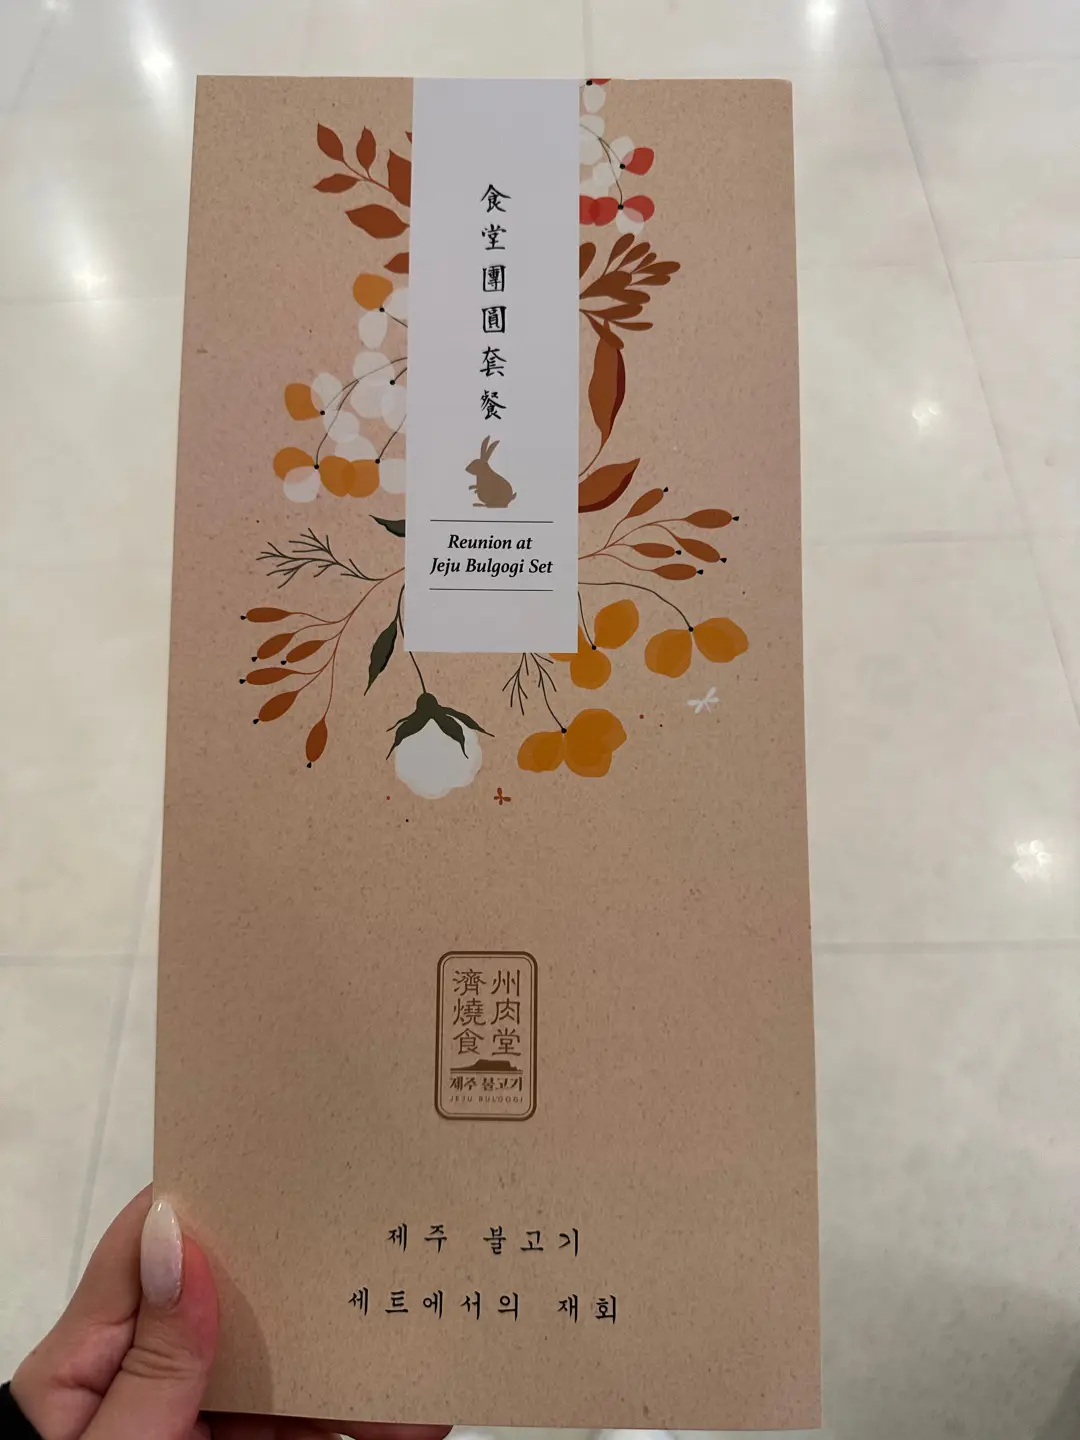 食堂團圓套餐
Reunion at
Jeju Bulgogi Set
濟州
燒肉
食堂
제주 불고기
JEJU BULGOGI
제주 불고기
세트에서의 재회